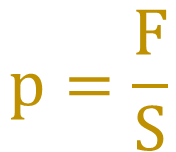 p = F/S